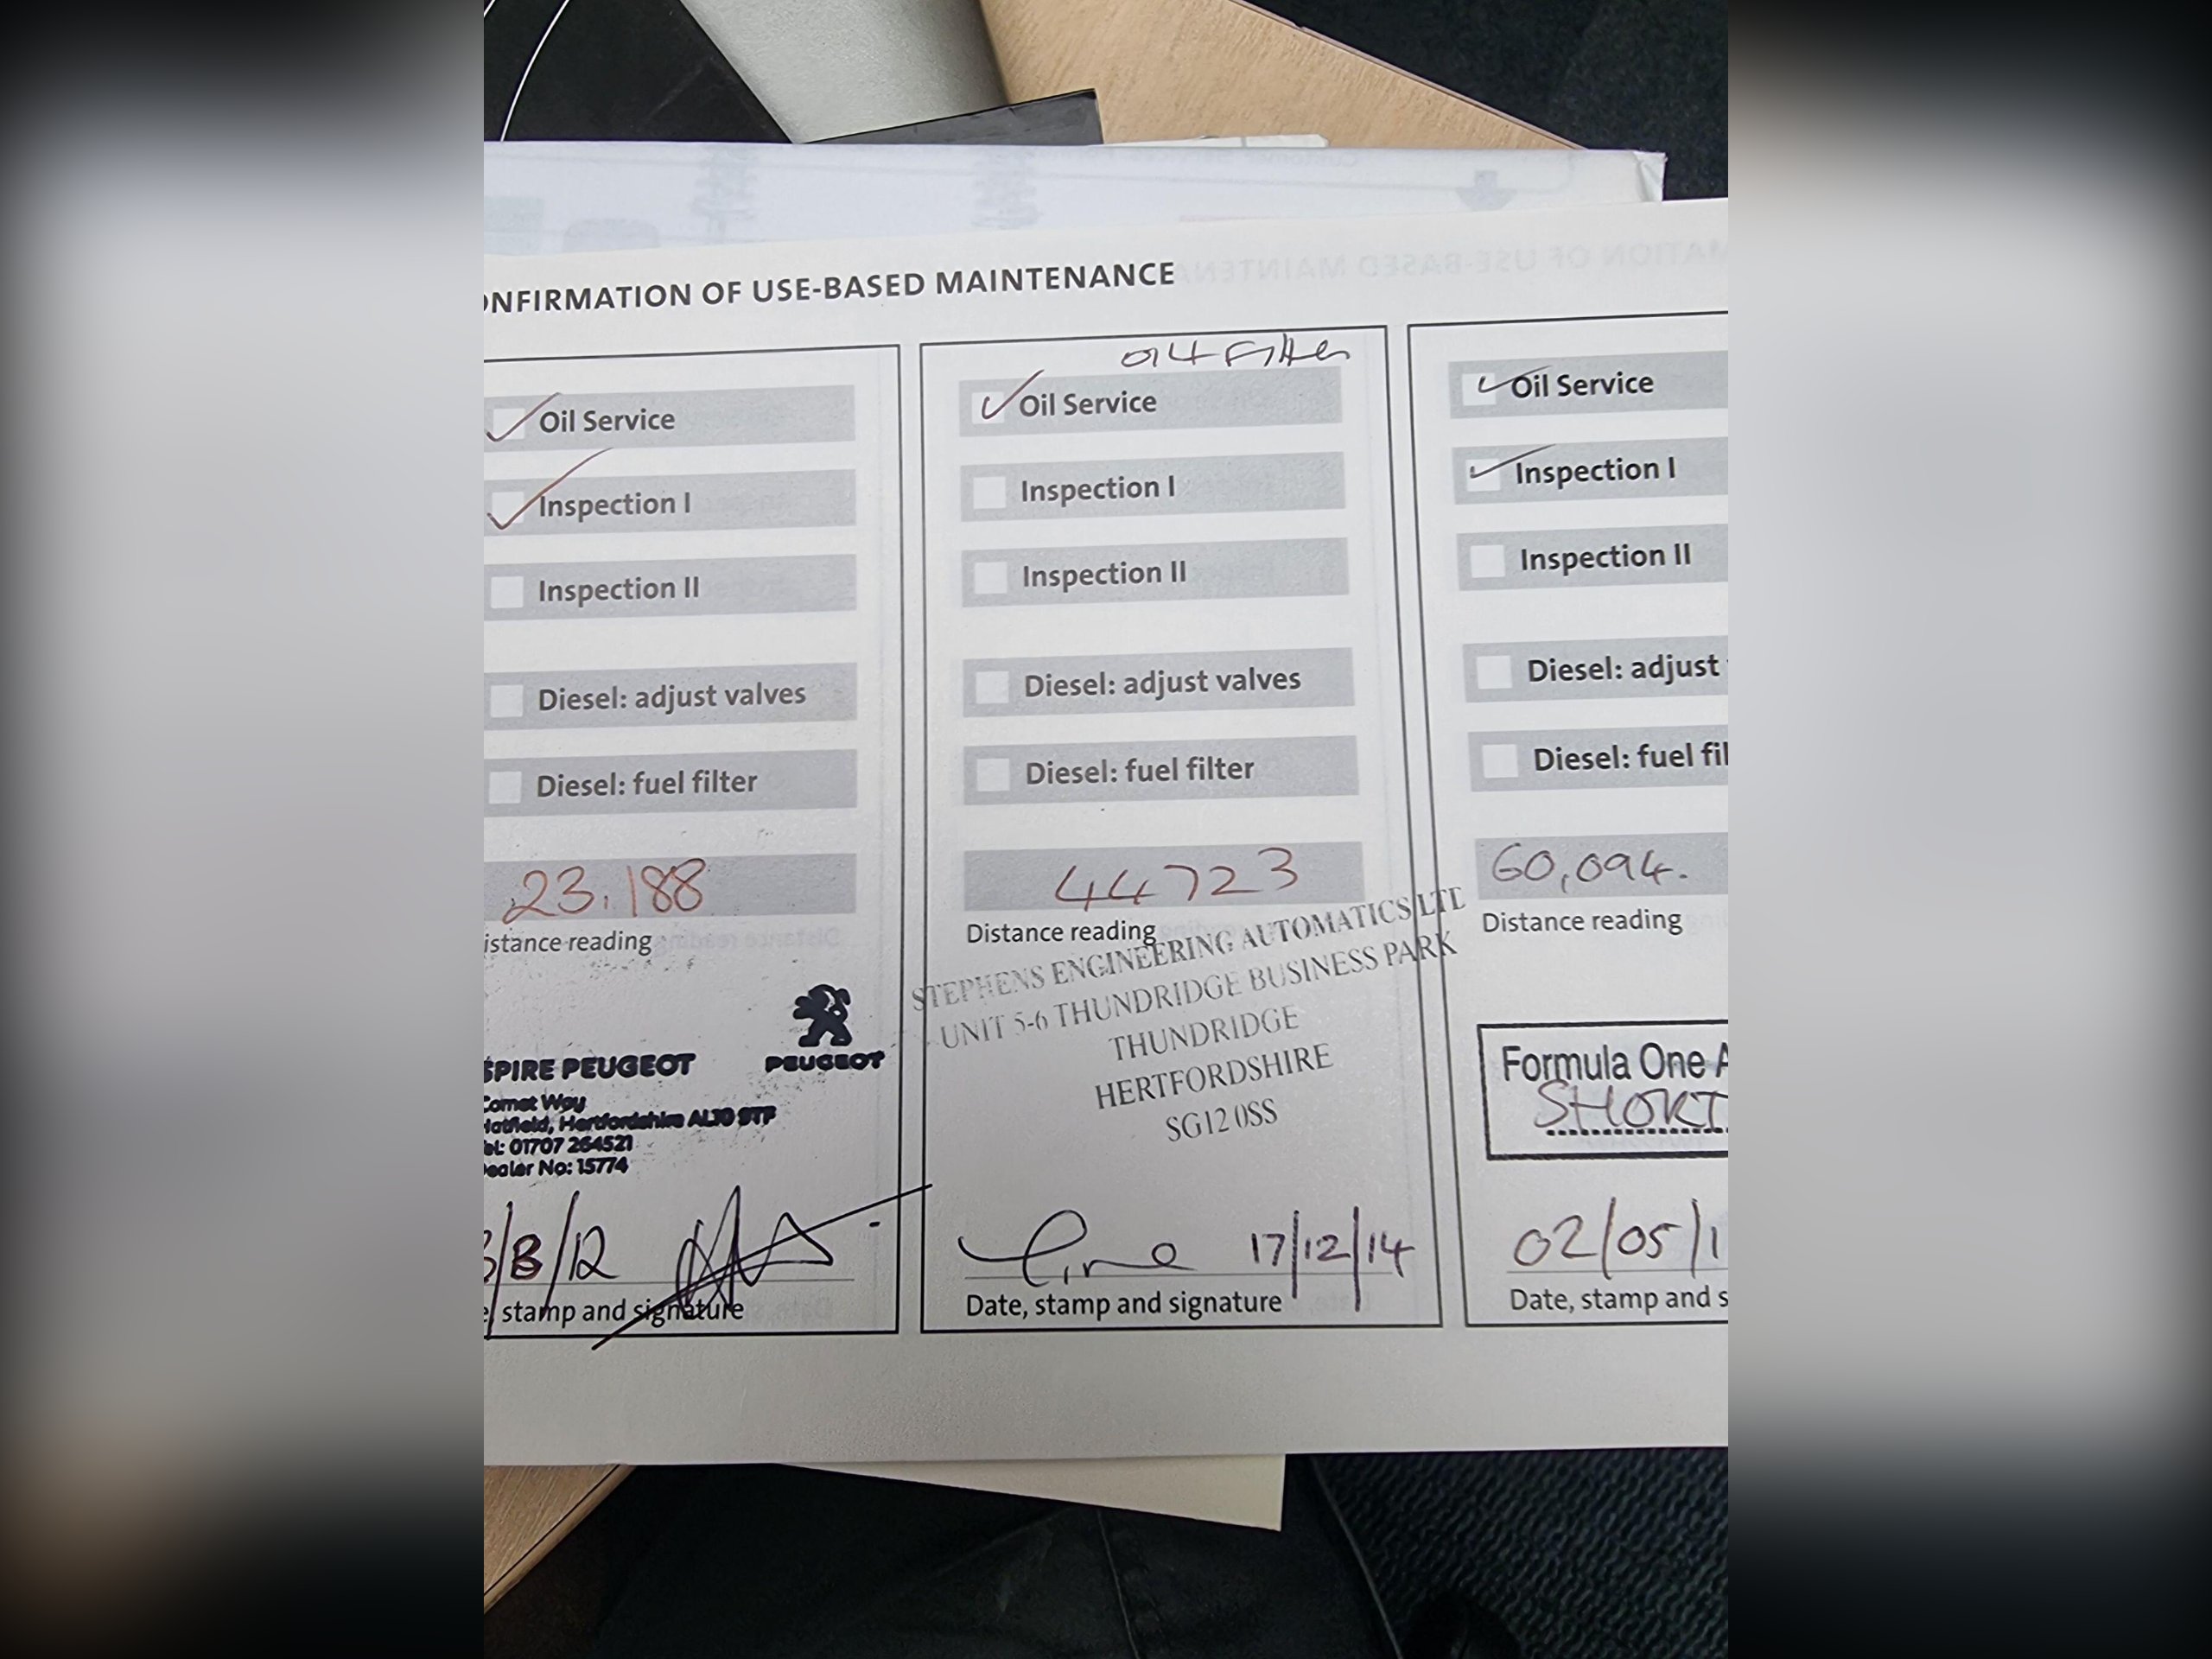 ONFIRMATION OF USE-BASED MAINTENANCE
Oil Service
Inspection I
Inspection II
Diesel: adjust valves
Diesel: fuel filter
23.188
istance reading
PEUGEOT
SPIRE PEUGEOT
Comet Way
Hatfield, Hertfordshire AL10 9TF
el: 01707 264521
ealer No: 15774
/8/12
e, stamp and signature
oil + Filter
Oil Service
Inspection I
Inspection II
Diesel: adjust valves
Diesel: fuel filter
44723
Distance reading
STEPHENS ENGINEERING AUTOMATICS LTD
UNIT 5-6 THUNDRIDGE BUSINESS PARK
THUNDRIDGE
HERTFORDSHIRE
SG12 0SS
17/12/14
Date, stamp and signature
Oil Service
Inspection I
Inspection II
Diesel: adjust
Diesel: fuel fil
60,094.
Distance reading
Formula One A
SHORT
02/05/1
Date, stamp and s